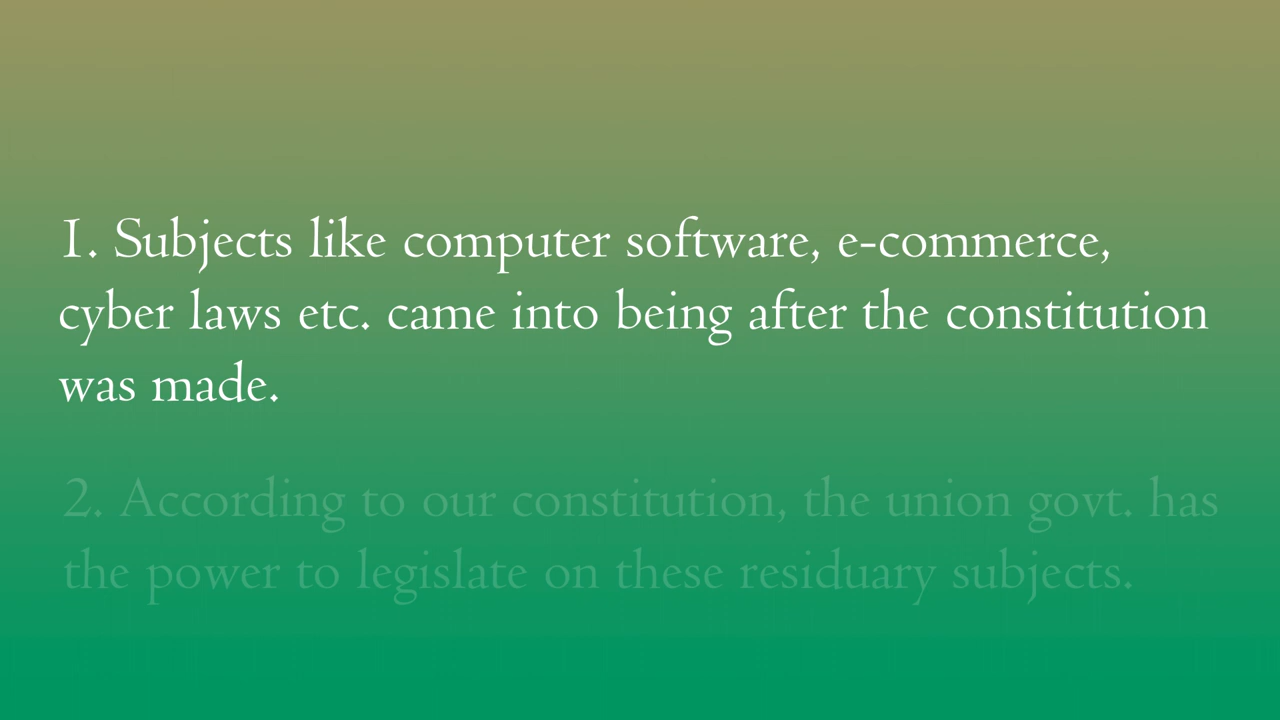 1. Subjects like computer software, e-commerce,
cyber laws etc. came into being after the constitution
was made.
2. According to our constitution, the union govt. has
the power to legislate on these residuary subjects.